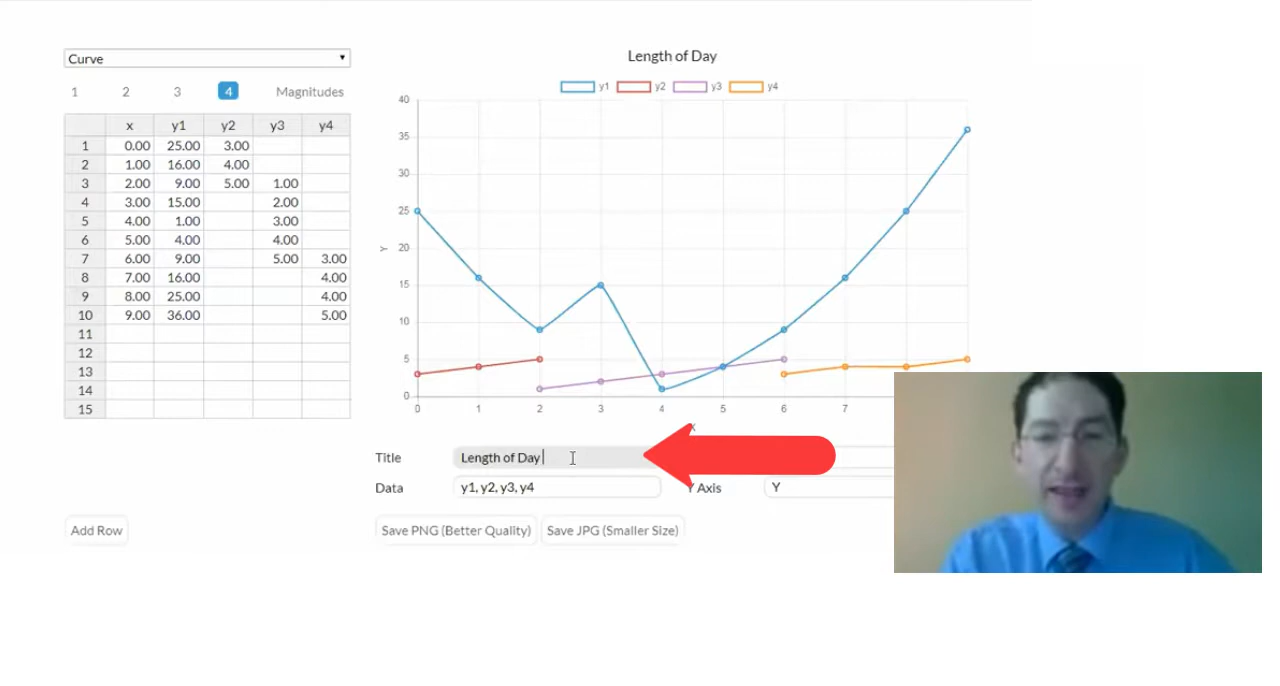 Curve
1 2 3 4 Magnitudes
x y1 y2 y3 y4
1 0.00 25.00 3.00
2 1.00 16.00 4.00
3 2.00 9.00 5.00 1.00
4 3.00 15.00 2.00
5 4.00 1.00 3.00
6 5.00 4.00 4.00
7 6.00 9.00 5.00 3.00
8 7.00 16.00 4.00
9 8.00 25.00 4.00
10 9.00 36.00 5.00
11
12
13
14
15
Add Row
Length of Day
y1 y2 y3 y4
40
35
30
25
20
15
10
5
0
Y
0 1 2 3 4 5 6 7
X
Title Length of Day
Data y1, y2, y3, y4 Y Axis Y
Save PNG (Better Quality) Save JPG (Smaller Size)